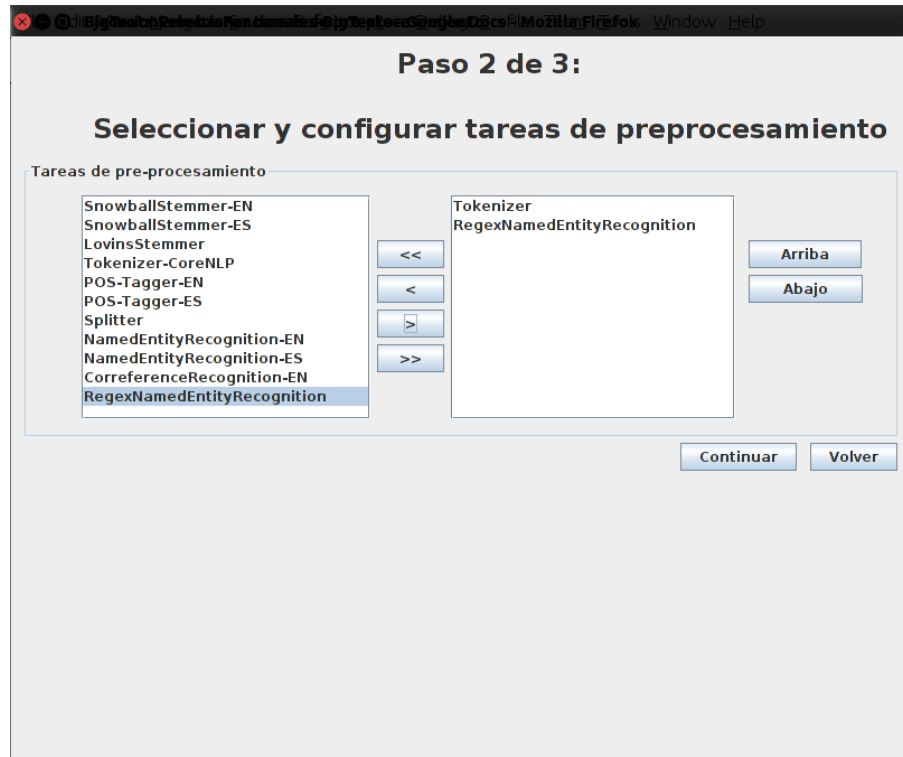 Mozilla Firefox Window Help
Paso 2 de 3:
Seleccionar y configurar tareas de preprocesamiento
Tareas de pre-procesamiento
SnowballStemmer-EN
SnowballStemmer-ES
LovinsStemmer
Tokenizer-CoreNLP
POS-Tagger-EN
POS-Tagger-ES
Splitter
NamedEntityRecognition-EN
NamedEntityRecognition-ES
CorreferenceRecognition-EN
RegexNamedEntityRecognition
<<
<
>
>>
Tokenizer
RegexNamedEntityRecognition
Arriba
Abajo
Continuar
Volver